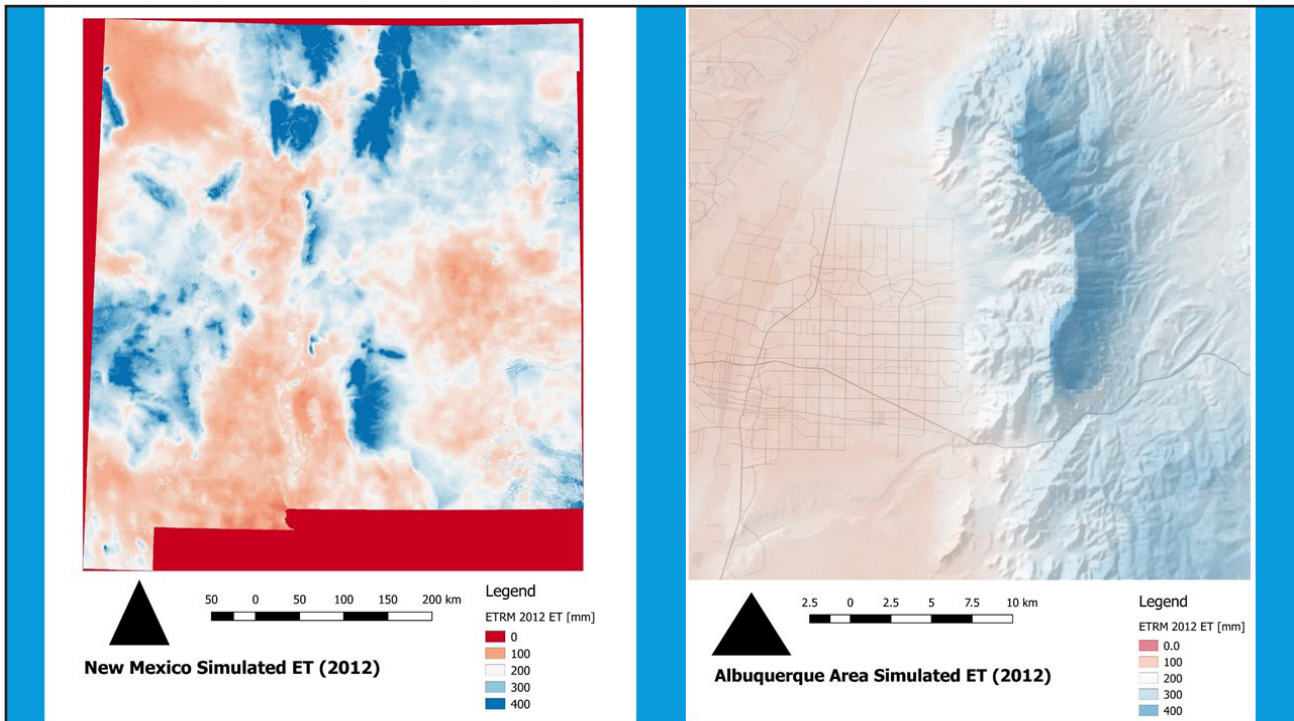 50 0 50 100 150 200 km
New Mexico Simulated ET (2012)
Legend
ETRM 2012 ET [mm]
0
100
200
300
400
2.5 0 2.5 5 7.5 10 km
Albuquerque Area Simulated ET (2012)
Legend
ETRM 2012 ET [mm]
0.0
100
200
300
400